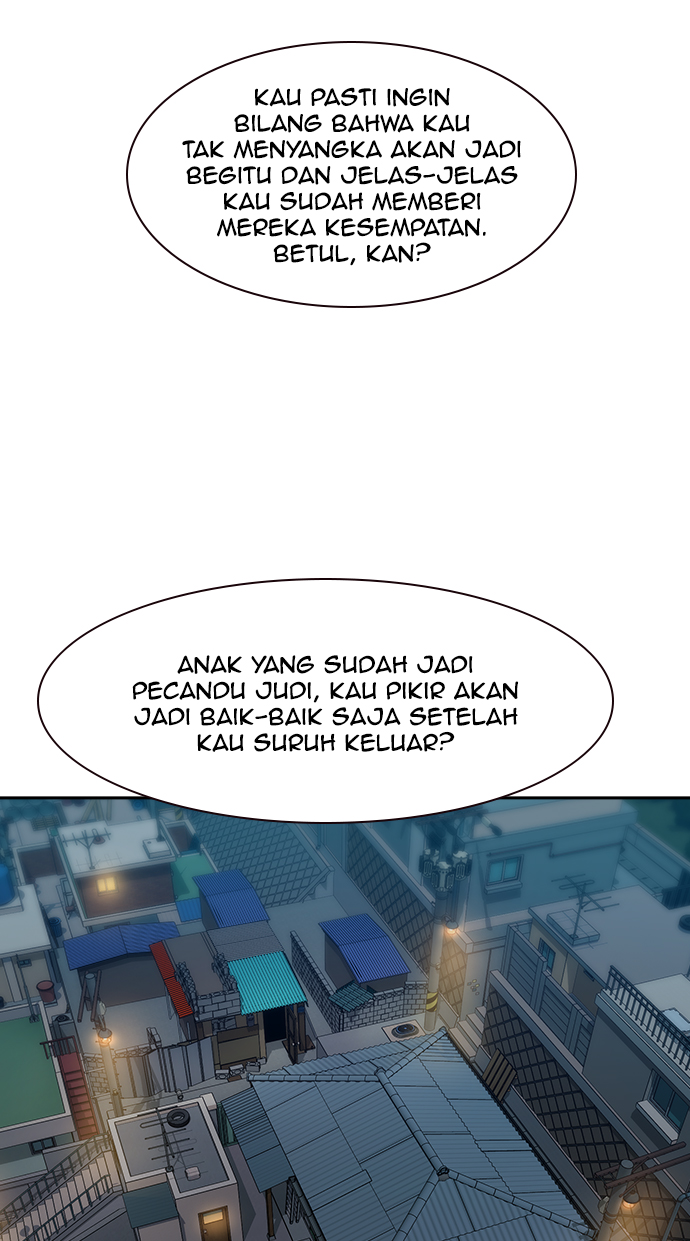 KAU PASTI INGIN
BILANG BAHWA KAU
TAK MENYANGKA AKAN JADI
BEGITU DAN JELAS-JELAS
KAU SUDAH MEMBERI
MEREKA KESEMPATAN.
BETUL, KAN?
ANAK YANG SUDAH JADI
PECANDU JUDI, KAU PIKIR AKAN
JADI BAIK-BAIK SAJA SETELAH
KAU SURUH KELUAR?